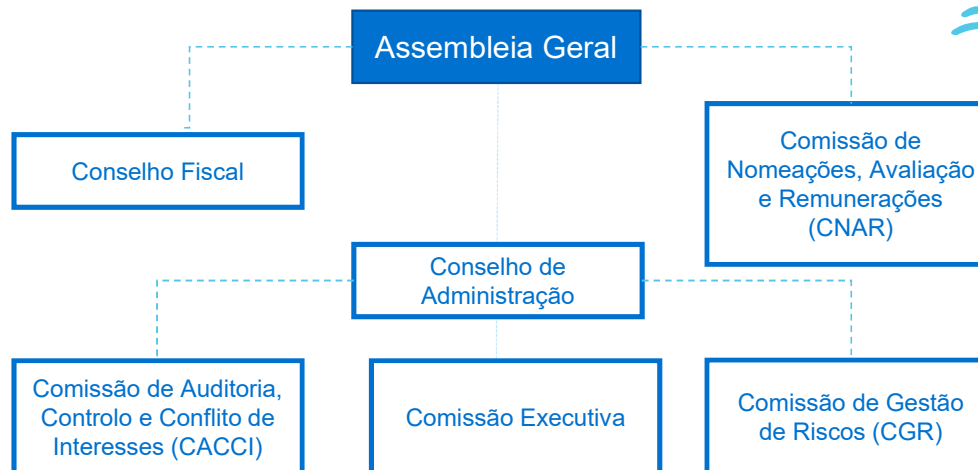 Assembleia Geral
Conselho Fiscal
Comissão de
Nomeações, Avaliação
e Remunerações
(CNAR)
Conselho de
Administração
Comissão de Auditoria,
Controlo e Conflito de
Interesses (CACCI)
Comissão Executiva
Comissão de Gestão
de Riscos (CGR)